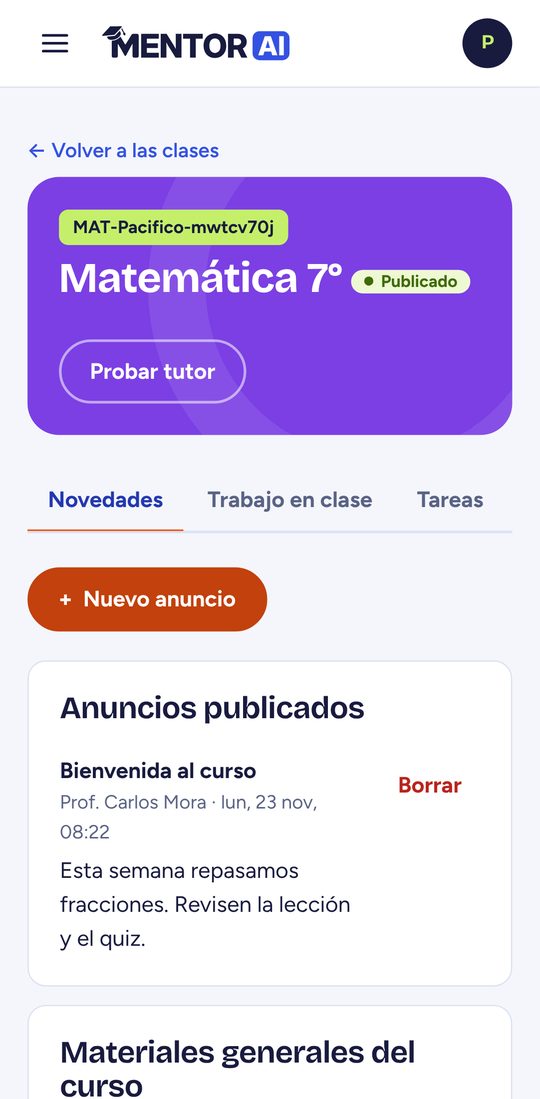 MENTOR AI
P
← Volver a las clases
MAT-Pacifico-mwtcv70j
Matemática 7° Publicado
Probar tutor
Novedades Trabajo en clase Tareas
+ Nuevo anuncio
Anuncios publicados
Bienvenida al curso
Prof. Carlos Mora · lun, 23 nov,
08:22
Borrar
Esta semana repasamos
fracciones. Revisen la lección
y el quiz.
Materiales generales del
curso